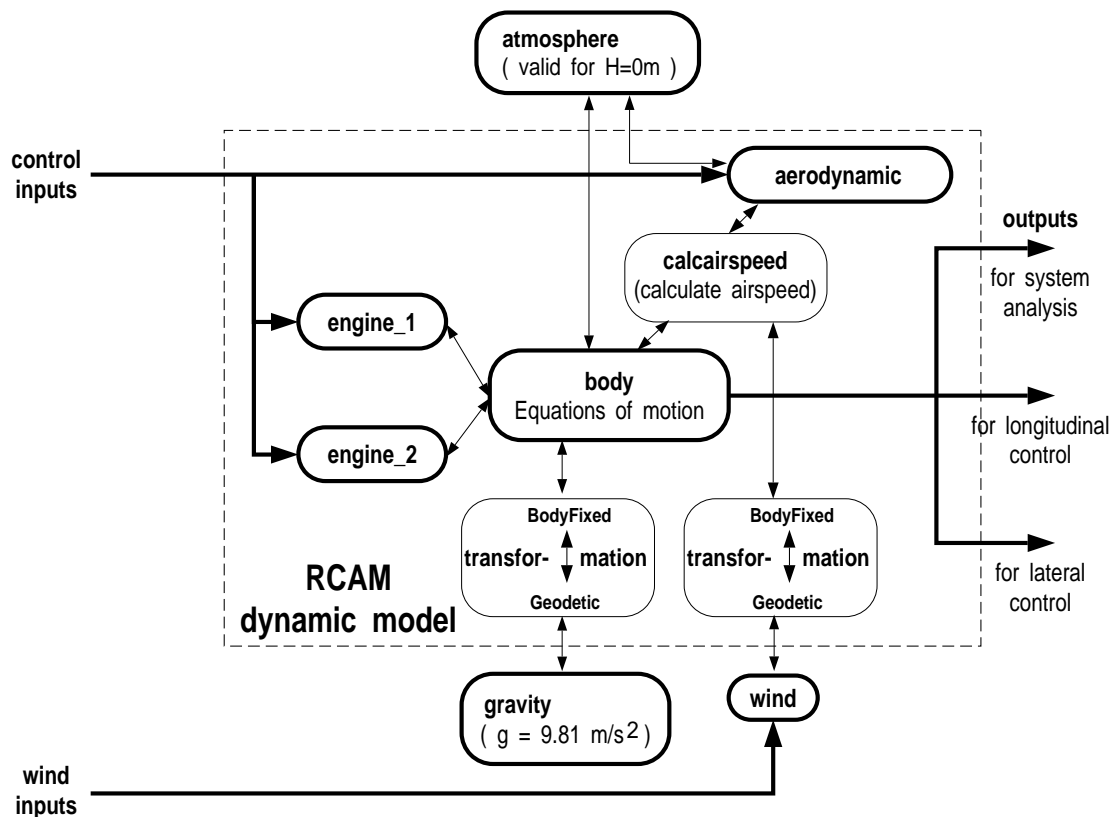 atmosphere
( valid for H=0m )
control
inputs
aerodynamic
outputs
calcairspeed
(calculate airspeed)
for system
analysis
engine_1
body
Equations of motion
for longitudinal
control
engine_2
BodyFixed
transfor- mation
Geodetic
BodyFixed
transfor- mation
Geodetic
for lateral
control
RCAM
dynamic model
gravity
( g = 9.81 m/s² )
wind
wind
inputs